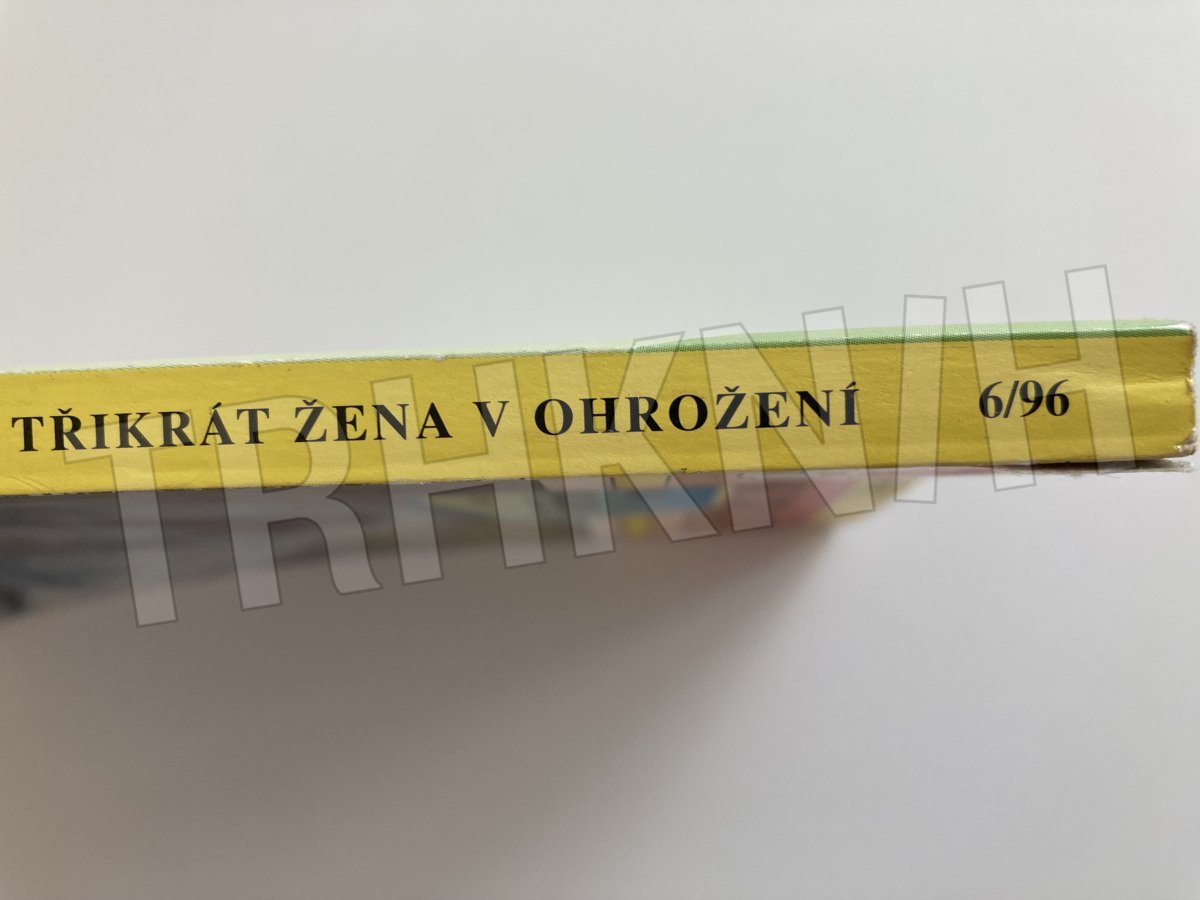 TŘIKRÁT ŽENA V OHROŽENÍ 6/96
TRHKNIH